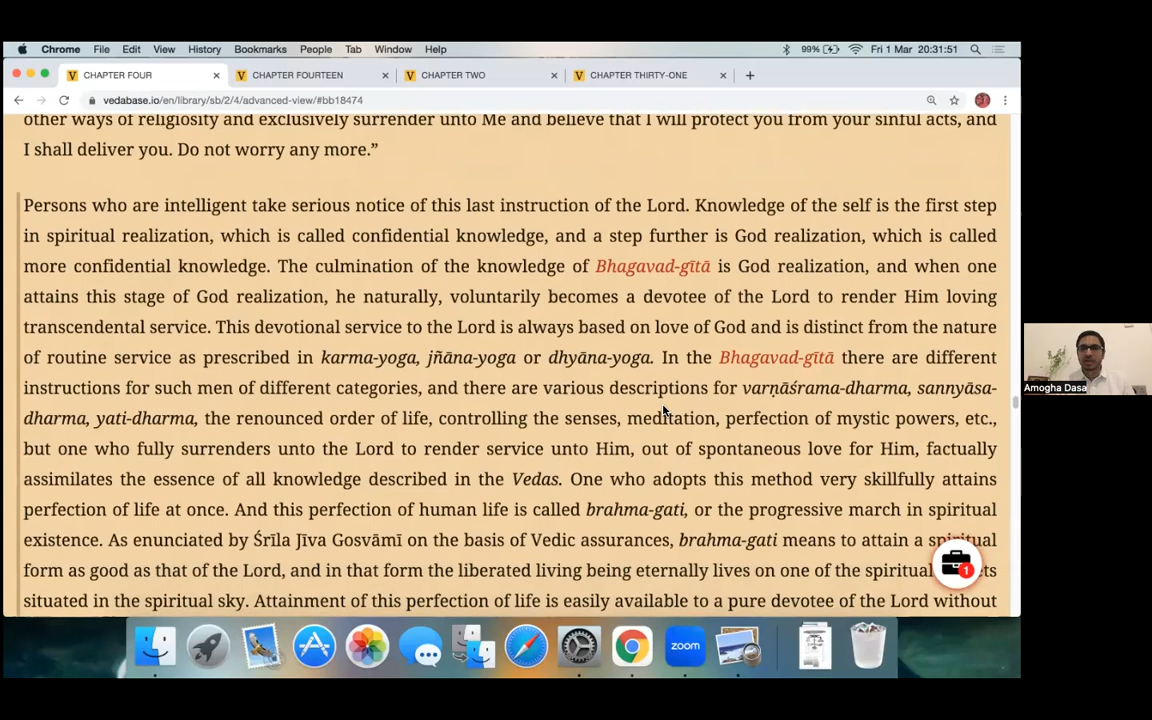 Chrome File Edit View History Bookmarks People Tab Window Help 99% Fri 1 Mar 20:31:51
CHAPTER FOUR CHAPTER FOURTEEN CHAPTER TWO CHAPTER THIRTY-ONE
vedabase.io/en/library/sb/2/4/advanced-view/#bb18474
other ways of religiosity and exclusively surrender unto Me and believe that I will protect you from your sinful acts, and
I shall deliver you. Do not worry any more.”
Persons who are intelligent take serious notice of this last instruction of the Lord. Knowledge of the self is the first step
in spiritual realization, which is called confidential knowledge, and a step further is God realization, which is called
more confidential knowledge. The culmination of the knowledge of Bhagavad-gītā is God realization, and when one
attains this stage of God realization, he naturally, voluntarily becomes a devotee of the Lord to render Him loving
transcendental service. This devotional service to the Lord is always based on love of God and is distinct from the nature
of routine service as prescribed in karma-yoga, jñāna-yoga or dhyāna-yoga. In the Bhagavad-gītā there are different
instructions for such men of different categories, and there are various descriptions for varṇāśrama-dharma, sannyāsa-
dharma, yati-dharma, the renounced order of life, controlling the senses, meditation, perfection of mystic powers, etc.,
but one who fully surrenders unto the Lord to render service unto Him, out of spontaneous love for Him, factually
assimilates the essence of all knowledge described in the Vedas. One who adopts this method very skillfully attains
perfection of life at once. And this perfection of human life is called brahma-gati, or the progressive march in spiritual
existence. As enunciated by Śrīla Jīva Gosvāmī on the basis of Vedic assurances, brahma-gati means to attain a spiritual
form as good as that of the Lord, and in that form the liberated living being eternally lives on one of the spiritual
situated in the spiritual sky. Attainment of this perfection of life is easily available to a pure devotee of the Lord without
1
zoom
Amogha Dasa